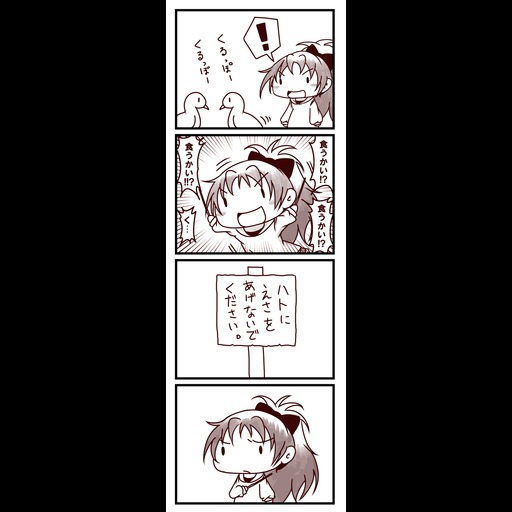 !
くるっぽー
くるっぽー
食うかい!?
食うかい!?
く…
食うかい!!?
ハトに
えさを
あげないで
ください。